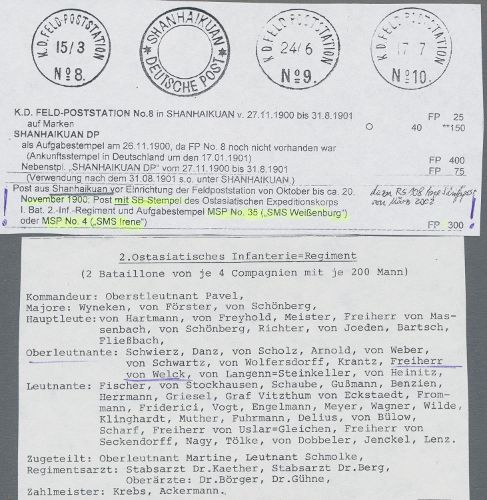 K.D. FELD-POSTSTATION
15/3
Nº 8.
SHANHAIKUAN
DEUTSCHE POST
K.D. FELD-POSTSTATION
24/6
Nº 9.
K.D. FELD-POSTSTATION
17 7
Nº 10.
K.D. FELD-POSTSTATION No.8 in SHANHAIKUAN v. 27.11.1900 bis 31.8.1901 FP 25
auf Marken O 40 **150
SHANHAIKUAN DP
als Aufgabestempel am 26.11.1900, da FP No. 8 noch nicht vorhanden war
(Ankunftsstempel in Deutschland um den 17.01.1901) FP 400
Nebenstpl. „SHANHAIKUAN DP" vom 27.11.1900 bis 31.8.1901 FP 75
(Verwendung nach dem 31.08.1901 s.o. unter SHANHAIKUAN )
Post aus Shanhaikuan vor Einrichtung der Feldpoststation von Oktober bis ca. 20.
November 1900. Post mit SB-Stempel des Ostasiatischen Expeditionskorps
I. Bat. 2.-Inf.-Regiment und Aufgabestempel MSP No. 35 („SMS Weißenburg")
oder MSP No. 4 („SMS Irene") FP 300
2.Ostasiatisches Infanterie=Regiment
(2 Bataillone von je 4 Compagnien mit je 200 Mann)
Kommandeur: Oberstleutnant Pavel,
Majore: Wyneken, von Förster, von Schönberg,
Hauptleute: von Hartmann, von Freyhold, Meister, Freiherr von Mas-
senbach, von Schönberg, Richter, von Joeden, Bartsch,
Fließbach,
Oberleutnante: Schwierz, Danz, von Scholz, Arnold, von Weber,
von Schwartz, von Wolfersdorff, Krantz, Freiherr
von Welck, von Langenn=Steinkeller, von Heinitz,
Leutnante: Fischer, von Stockhausen, Schaube, Gußmann, Benzien,
Herrmann, Griesel, Graf Vitzthum von Eckstaedt, From-
mann, Friderici, Vogt, Engelmann, Meyer, Wagner, Wilde,
Klinghardt, Muther, Fuhrmann, Delius, von Bülow,
Scharf, Freiherr von Uslar=Gleichen, Freiherr von
Seckendorff, Nagy, Tölke, von Dobbeler, Jenckel, Lenz.
Zugeteilt: Oberleutnant Martine, Leutnant Schmolke,
Regimentsarzt: Stabsarzt Dr.Kaether, Stabsarzt Dr.Berg,
Oberärzte: Dr.Börger, Dr.Gühne,
Zahlmeister: Krebs, Ackermann.